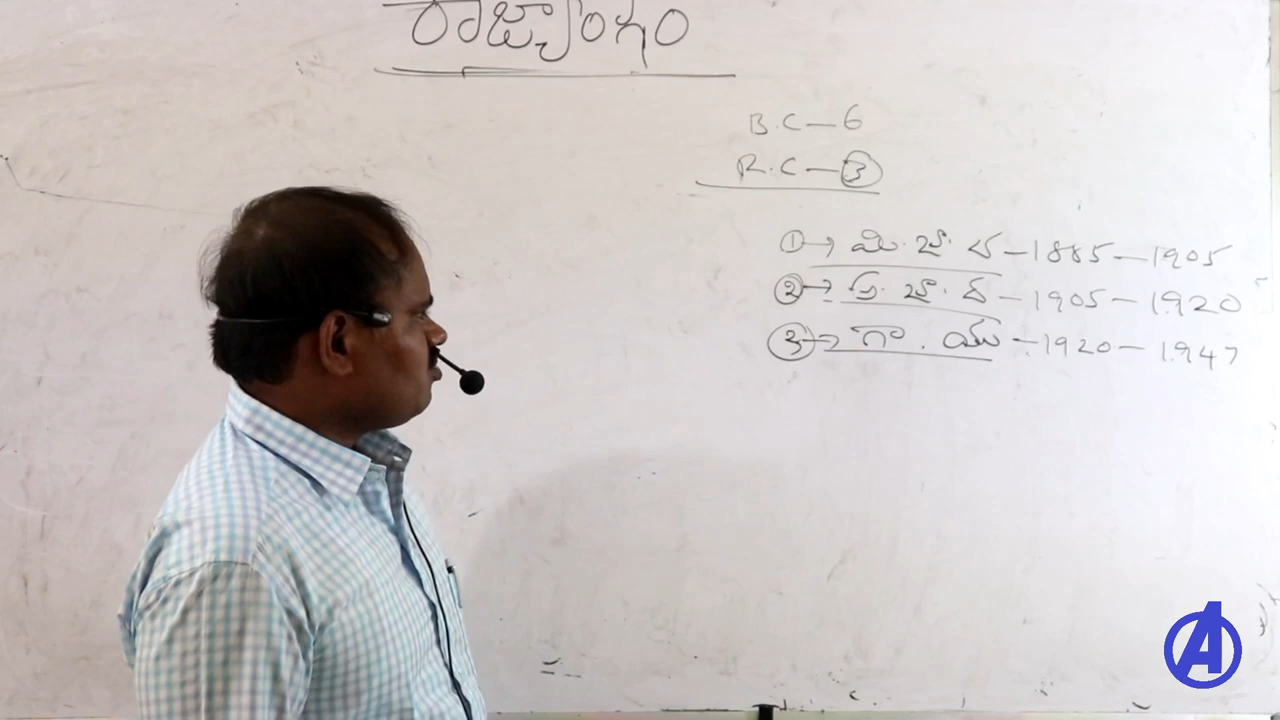 రాజ్యాంగం
B.C – 6
R.C – 3
1 → మి. జా. ద – 1885 – 1905
2 → అ. జా. ద – 1905 – 1920
3 → గాం. యు – 1920 – 1947